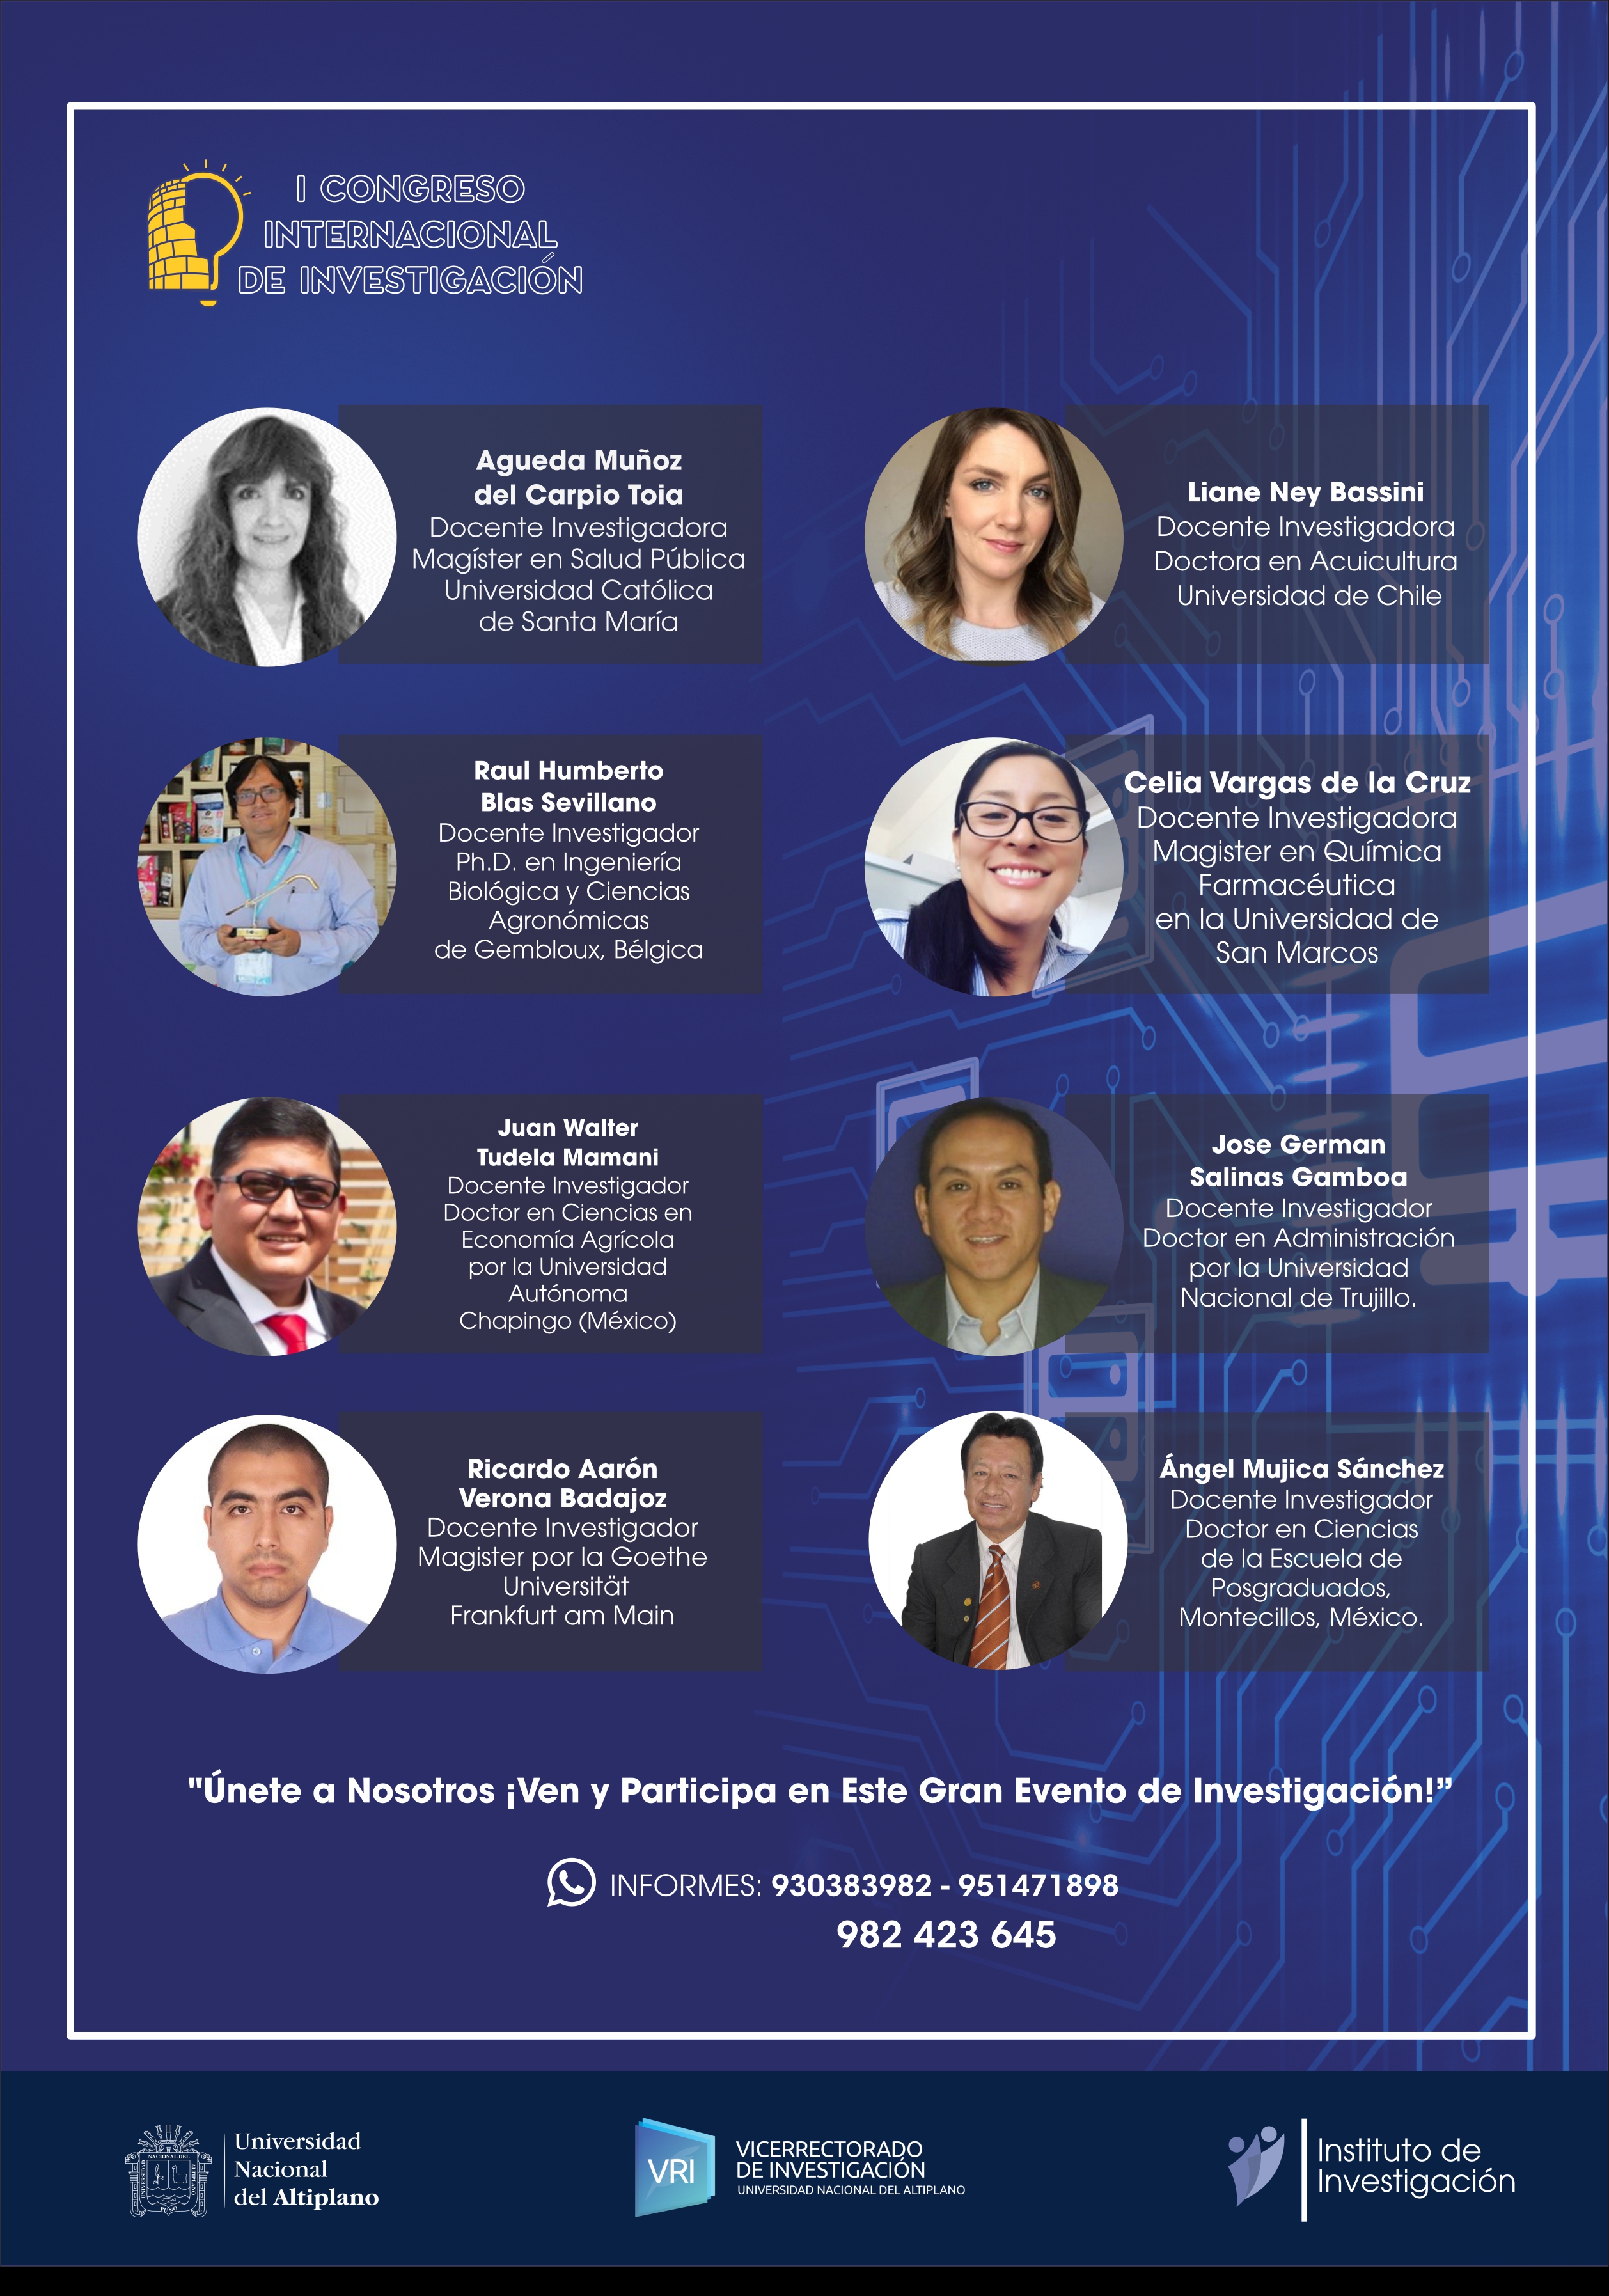 I CONGRESO
INTERNACIONAL
DE INVESTIGACIÓN
Agueda Muñoz
del Carpio Toia
Docente Investigadora
Magíster en Salud Pública
Universidad Católica
de Santa María
Liane Ney Bassini
Docente Investigadora
Doctora en Acuicultura
Universidad de Chile
Raul Humberto
Blas Sevillano
Docente Investigador
Ph.D. en Ingeniería
Biológica y Ciencias
Agronómicas
de Gembloux, Bélgica
Celia Vargas de la Cruz
Docente Investigadora
Magister en Química
Farmacéutica
en la Universidad de
San Marcos
Juan Walter
Tudela Mamani
Docente Investigador
Doctor en Ciencias en
Economía Agrícola
por la Universidad
Autónoma
Chapingo (México)
Jose German
Salinas Gamboa
Docente Investigador
Doctor en Administración
por la Universidad
Nacional de Trujillo.
Ricardo Aarón
Verona Badajoz
Docente Investigador
Magister por la Goethe
Universität
Frankfurt am Main
Ángel Mujica Sánchez
Docente Investigador
Doctor en Ciencias
de la Escuela de
Posgraduados,
Montecillos, México.
"Únete a Nosotros ¡Ven y Participa en Este Gran Evento de Investigación!”
INFORMES: 930383982 - 951471898
982 423 645
Universidad
Nacional
del Altiplano
VRI
VICERRECTORADO
DE INVESTIGACIÓN
UNIVERSIDAD NACIONAL DEL ALTIPLANO
Instituto de
Investigación